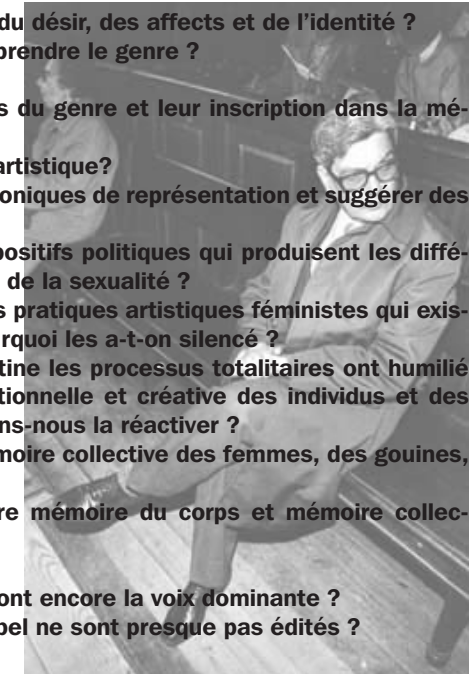 du désir, des affects et de l’identité ?
prendre le genre ?
s du genre et leur inscription dans la mé-
artistique?
oniques de représentation et suggérer des
positifs politiques qui produisent les diffé-
de la sexualité ?
s pratiques artistiques féministes qui exis-
rquoi les a-t-on silencé ?
tine les processus totalitaires ont humilié
tionnelle et créative des individus et des
ns-nous la réactiver ?
moire collective des femmes, des gouines,
re mémoire du corps et mémoire collec-
ont encore la voix dominante ?
pel ne sont presque pas édités ?